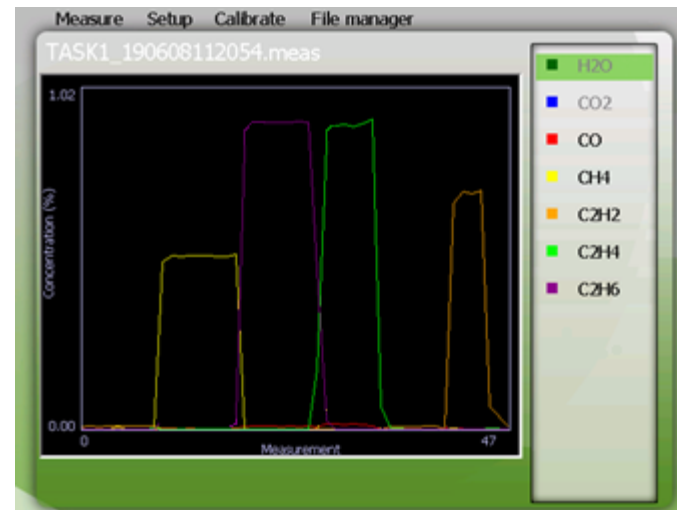 Measure Setup Calibrate File manager
TASK1_190608112054.meas
1.02
Concentration (%)
0.00
0
Measurement
47
H2O
CO2
CO
CH4
C2H2
C2H4
C2H6